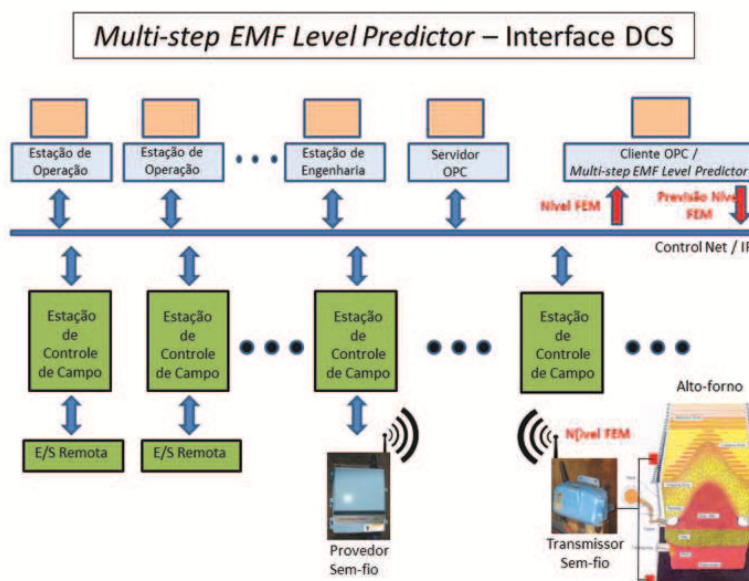 Multi-step EMF Level Predictor – Interface DCS
Estação de
Operação
Estação de
Operação
Estação de
Engenharia
Servidor
OPC
Cliente OPC /
Multi-step EMF Level Predictor
Nível FEM
Previsão Nível
FEM
Control Net / IP
Estação
de
Controle
de Campo
Estação
de
Controle
de Campo
Estação
de
Controle
de Campo
Estação
de
Controle
de Campo
E/S Remota
E/S Remota
Provedor
Sem-fio
Nível FEM
Transmissor
Sem-fio
Alto-forno